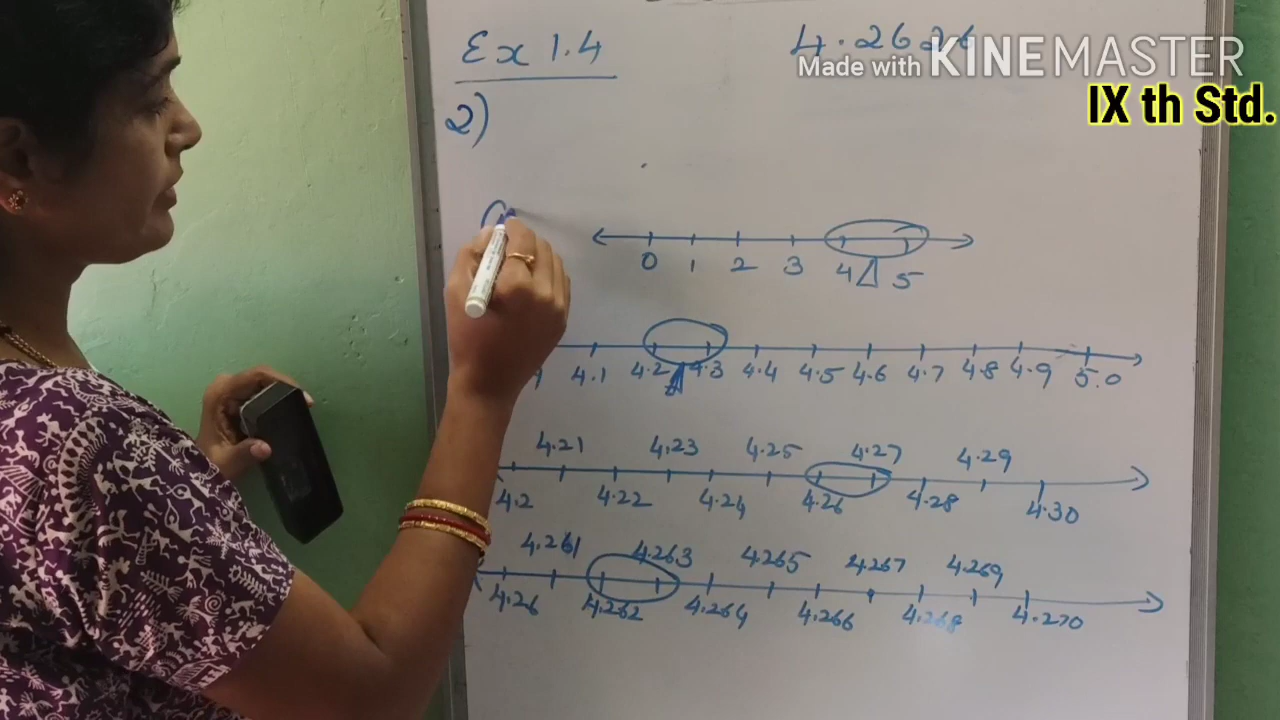 Ex 1.4 4.2626
Made with KINEMASTER
IX th Std.
2)
0 1 2 3 4 5
4.1 4.2 4.3 4.4 4.5 4.6 4.7 4.8 4.9 5.0
4.21 4.23 4.25 4.27 4.29
4.2 4.22 4.24 4.26 4.28 4.30
4.261 4.263 4265 4.267 4.269
4.26 4.262 4.264 4.266 4.268 4.270